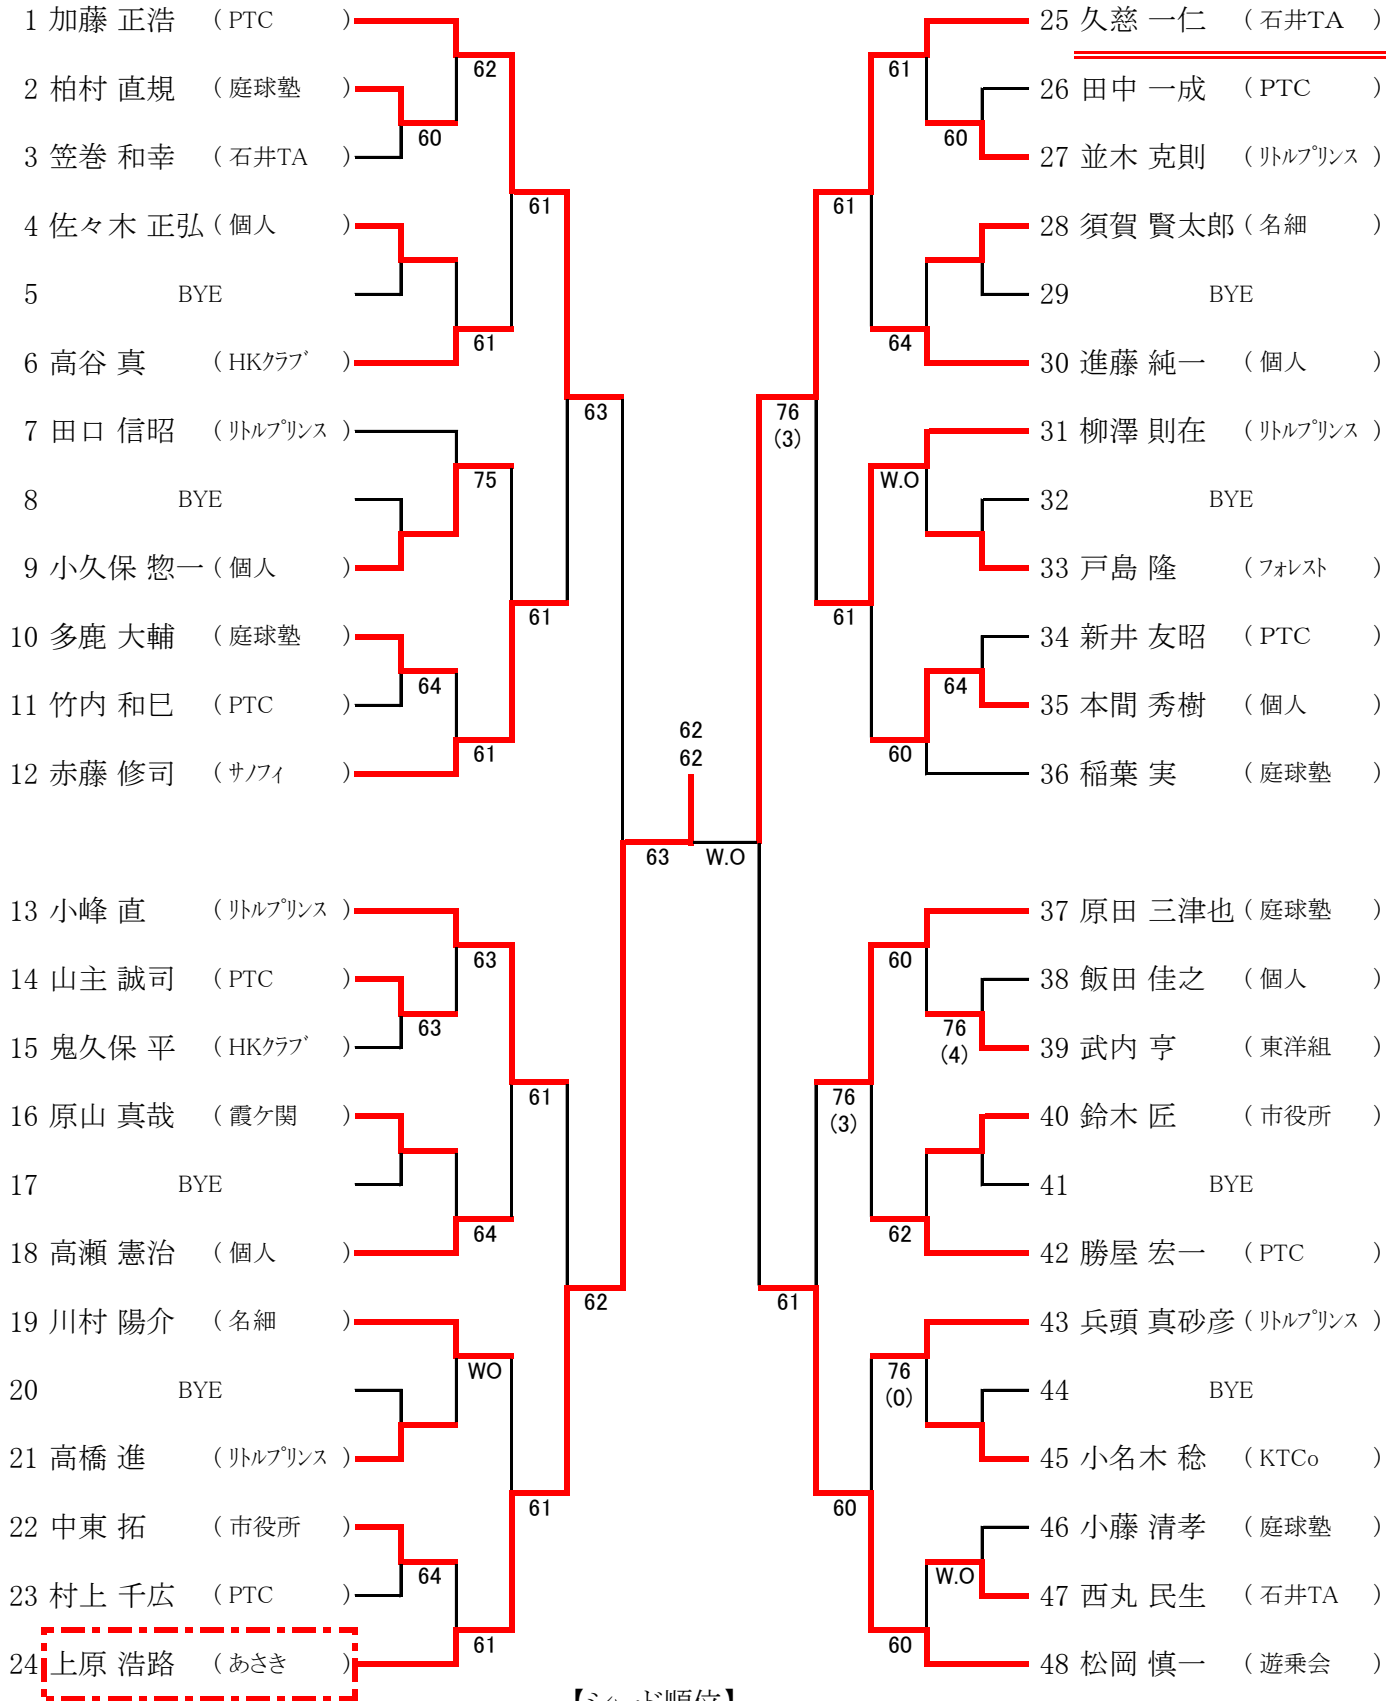 1 加藤 正浩 ( PTC )
62
2 柏村 直規 ( 庭球塾 )
60
3 笠巻 和幸 ( 石井TA )
61
4 佐々木 正弘 ( 個人 )
5 BYE
61
6 高谷 真 ( HKクラブ )
63
7 田口 信昭 ( リトルプリンス )
75
8 BYE
9 小久保 惣一 ( 個人 )
61
10 多鹿 大輔 ( 庭球塾 )
64
11 竹内 和巳 ( PTC )
61
12 赤藤 修司 ( サノフィ )
63
13 小峰 直 ( リトルプリンス )
63
14 山主 誠司 ( PTC )
63
15 鬼久保 平 ( HKクラブ )
61
16 原山 真哉 ( 霞ケ関 )
17 BYE
64
18 高瀬 憲治 ( 個人 )
62
19 川村 陽介 ( 名細 )
WO
20 BYE
21 高橋 進 ( リトルプリンス )
61
22 中東 拓 ( 市役所 )
64
23 村上 千広 ( PTC )
61
24 上原 浩路 ( あさき )
62
62
W.O
25 久慈 一仁 ( 石井TA )
61
26 田中 一成 ( PTC )
60
27 並木 克則 ( リトルプリンス )
61
28 須賀 賢太郎 ( 名細 )
29 BYE
64
30 進藤 純一 ( 個人 )
76
(3)
31 柳澤 則在 ( リトルプリンス )
W.O
32 BYE
33 戸島 隆 ( フォレスト )
61
34 新井 友昭 ( PTC )
64
35 本間 秀樹 ( 個人 )
60
36 稲葉 実 ( 庭球塾 )
37 原田 三津也 ( 庭球塾 )
60
38 飯田 佳之 ( 個人 )
76
(4)
39 武内 亨 ( 東洋組 )
76
(3)
40 鈴木 匠 ( 市役所 )
41 BYE
62
42 勝屋 宏一 ( PTC )
61
43 兵頭 真砂彦 ( リトルプリンス )
76
(0)
44 BYE
45 小名木 稔 ( KTCo )
60
46 小藤 清孝 ( 庭球塾 )
W.O
47 西丸 民生 ( 石井TA )
60
48 松岡 慎一 ( 遊乗会 )